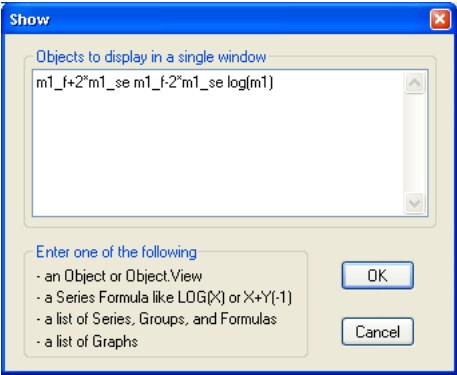 Show
Objects to display in a single window
m1_f+2*m1_se m1_f-2*m1_se log(m1)
Enter one of the following
- an Object or Object.View
- a Series Formula like LOG(X) or X+Y(-1)
- a list of Series, Groups, and Formulas
- a list of Graphs
OK
Cancel